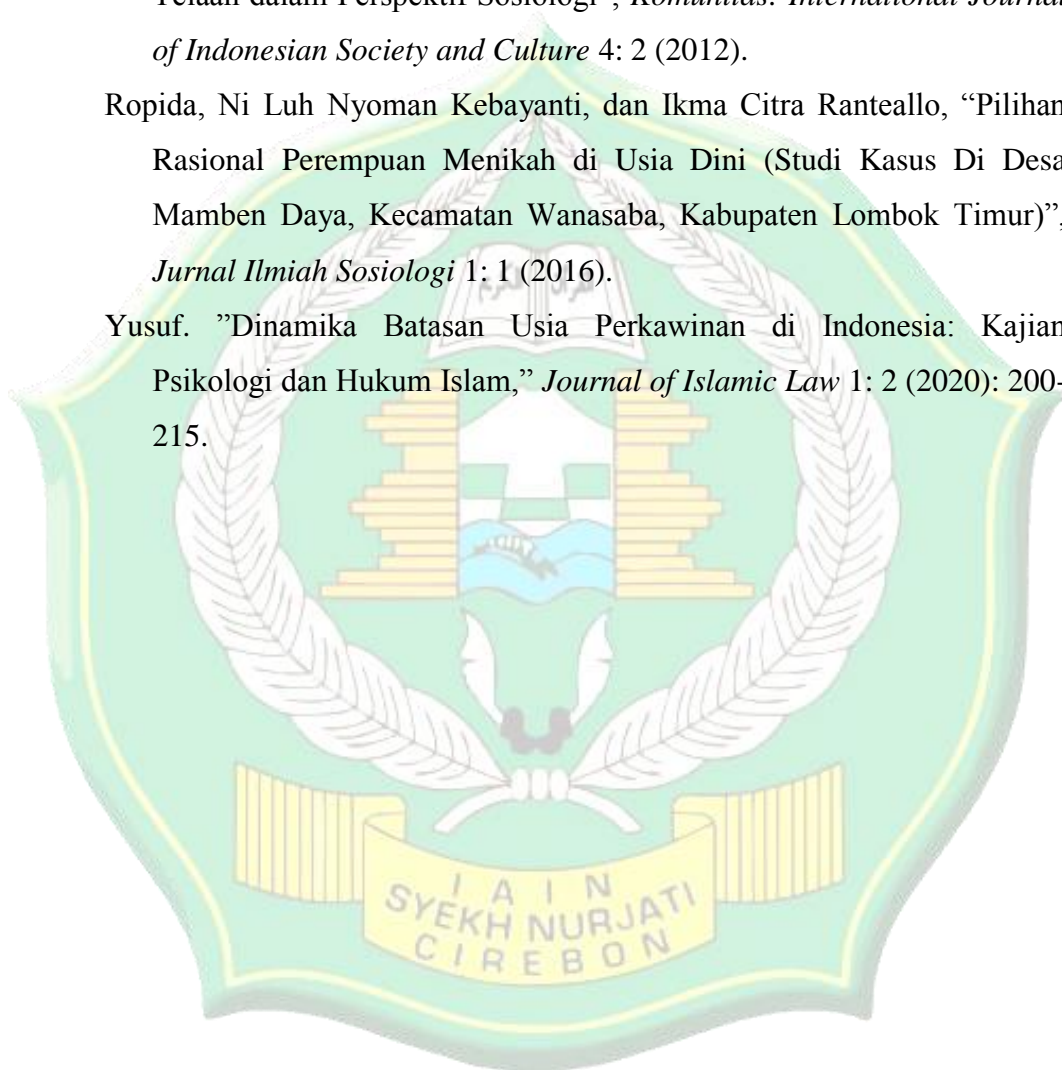 Telaah dalam Perspektif Sosiologi", Komunitas: International Journal
of Indonesian Society and Culture 4: 2 (2012).
Ropida, Ni Luh Nyoman Kebayanti, dan Ikma Citra Ranteallo, “Pilihan
Rasional Perempuan Menikah di Usia Dini (Studi Kasus Di Desa
Mamben Daya, Kecamatan Wanasaba, Kabupaten Lombok Timur)”,
Jurnal Ilmiah Sosiologi 1: 1 (2016).
Yusuf. ”Dinamika Batasan Usia Perkawinan di Indonesia: Kajian
Psikologi dan Hukum Islam,” Journal of Islamic Law 1: 2 (2020): 200-
215.
IAIN
SYEKH NURJATI
CIREBON